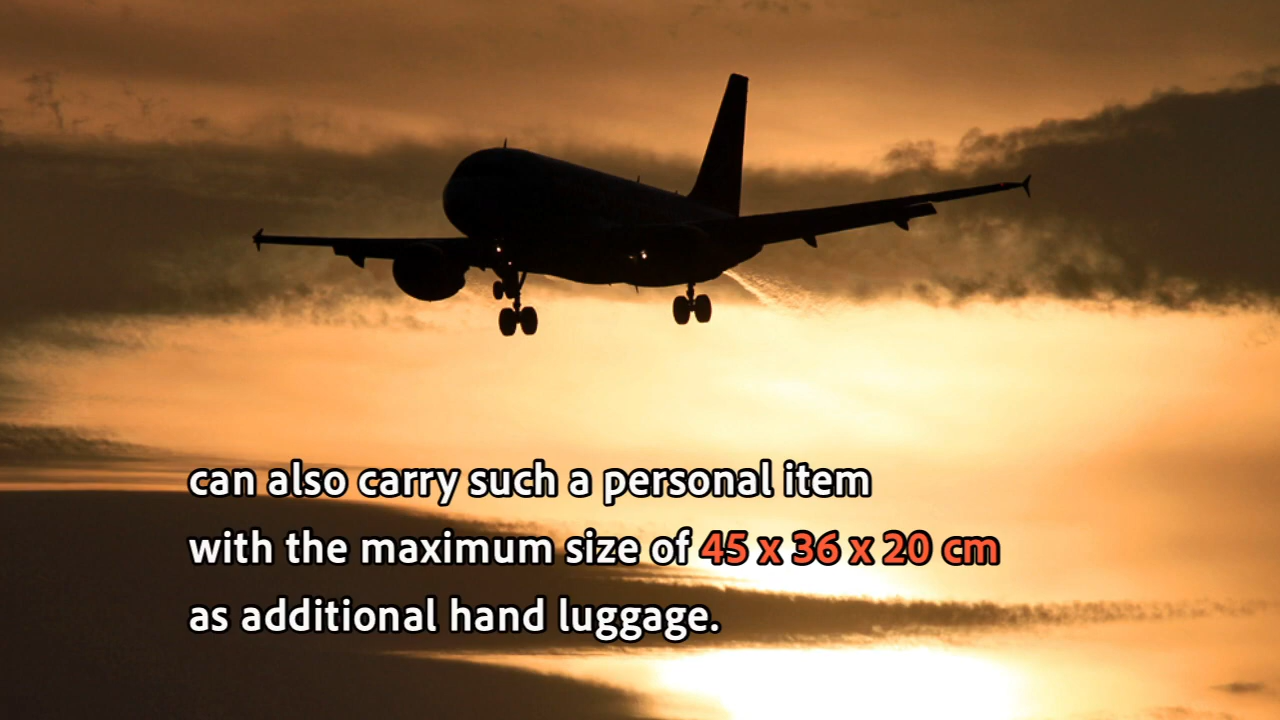 can also carry such a personal item
with the maximum size of 45 x 36 x 20 cm
as additional hand luggage.